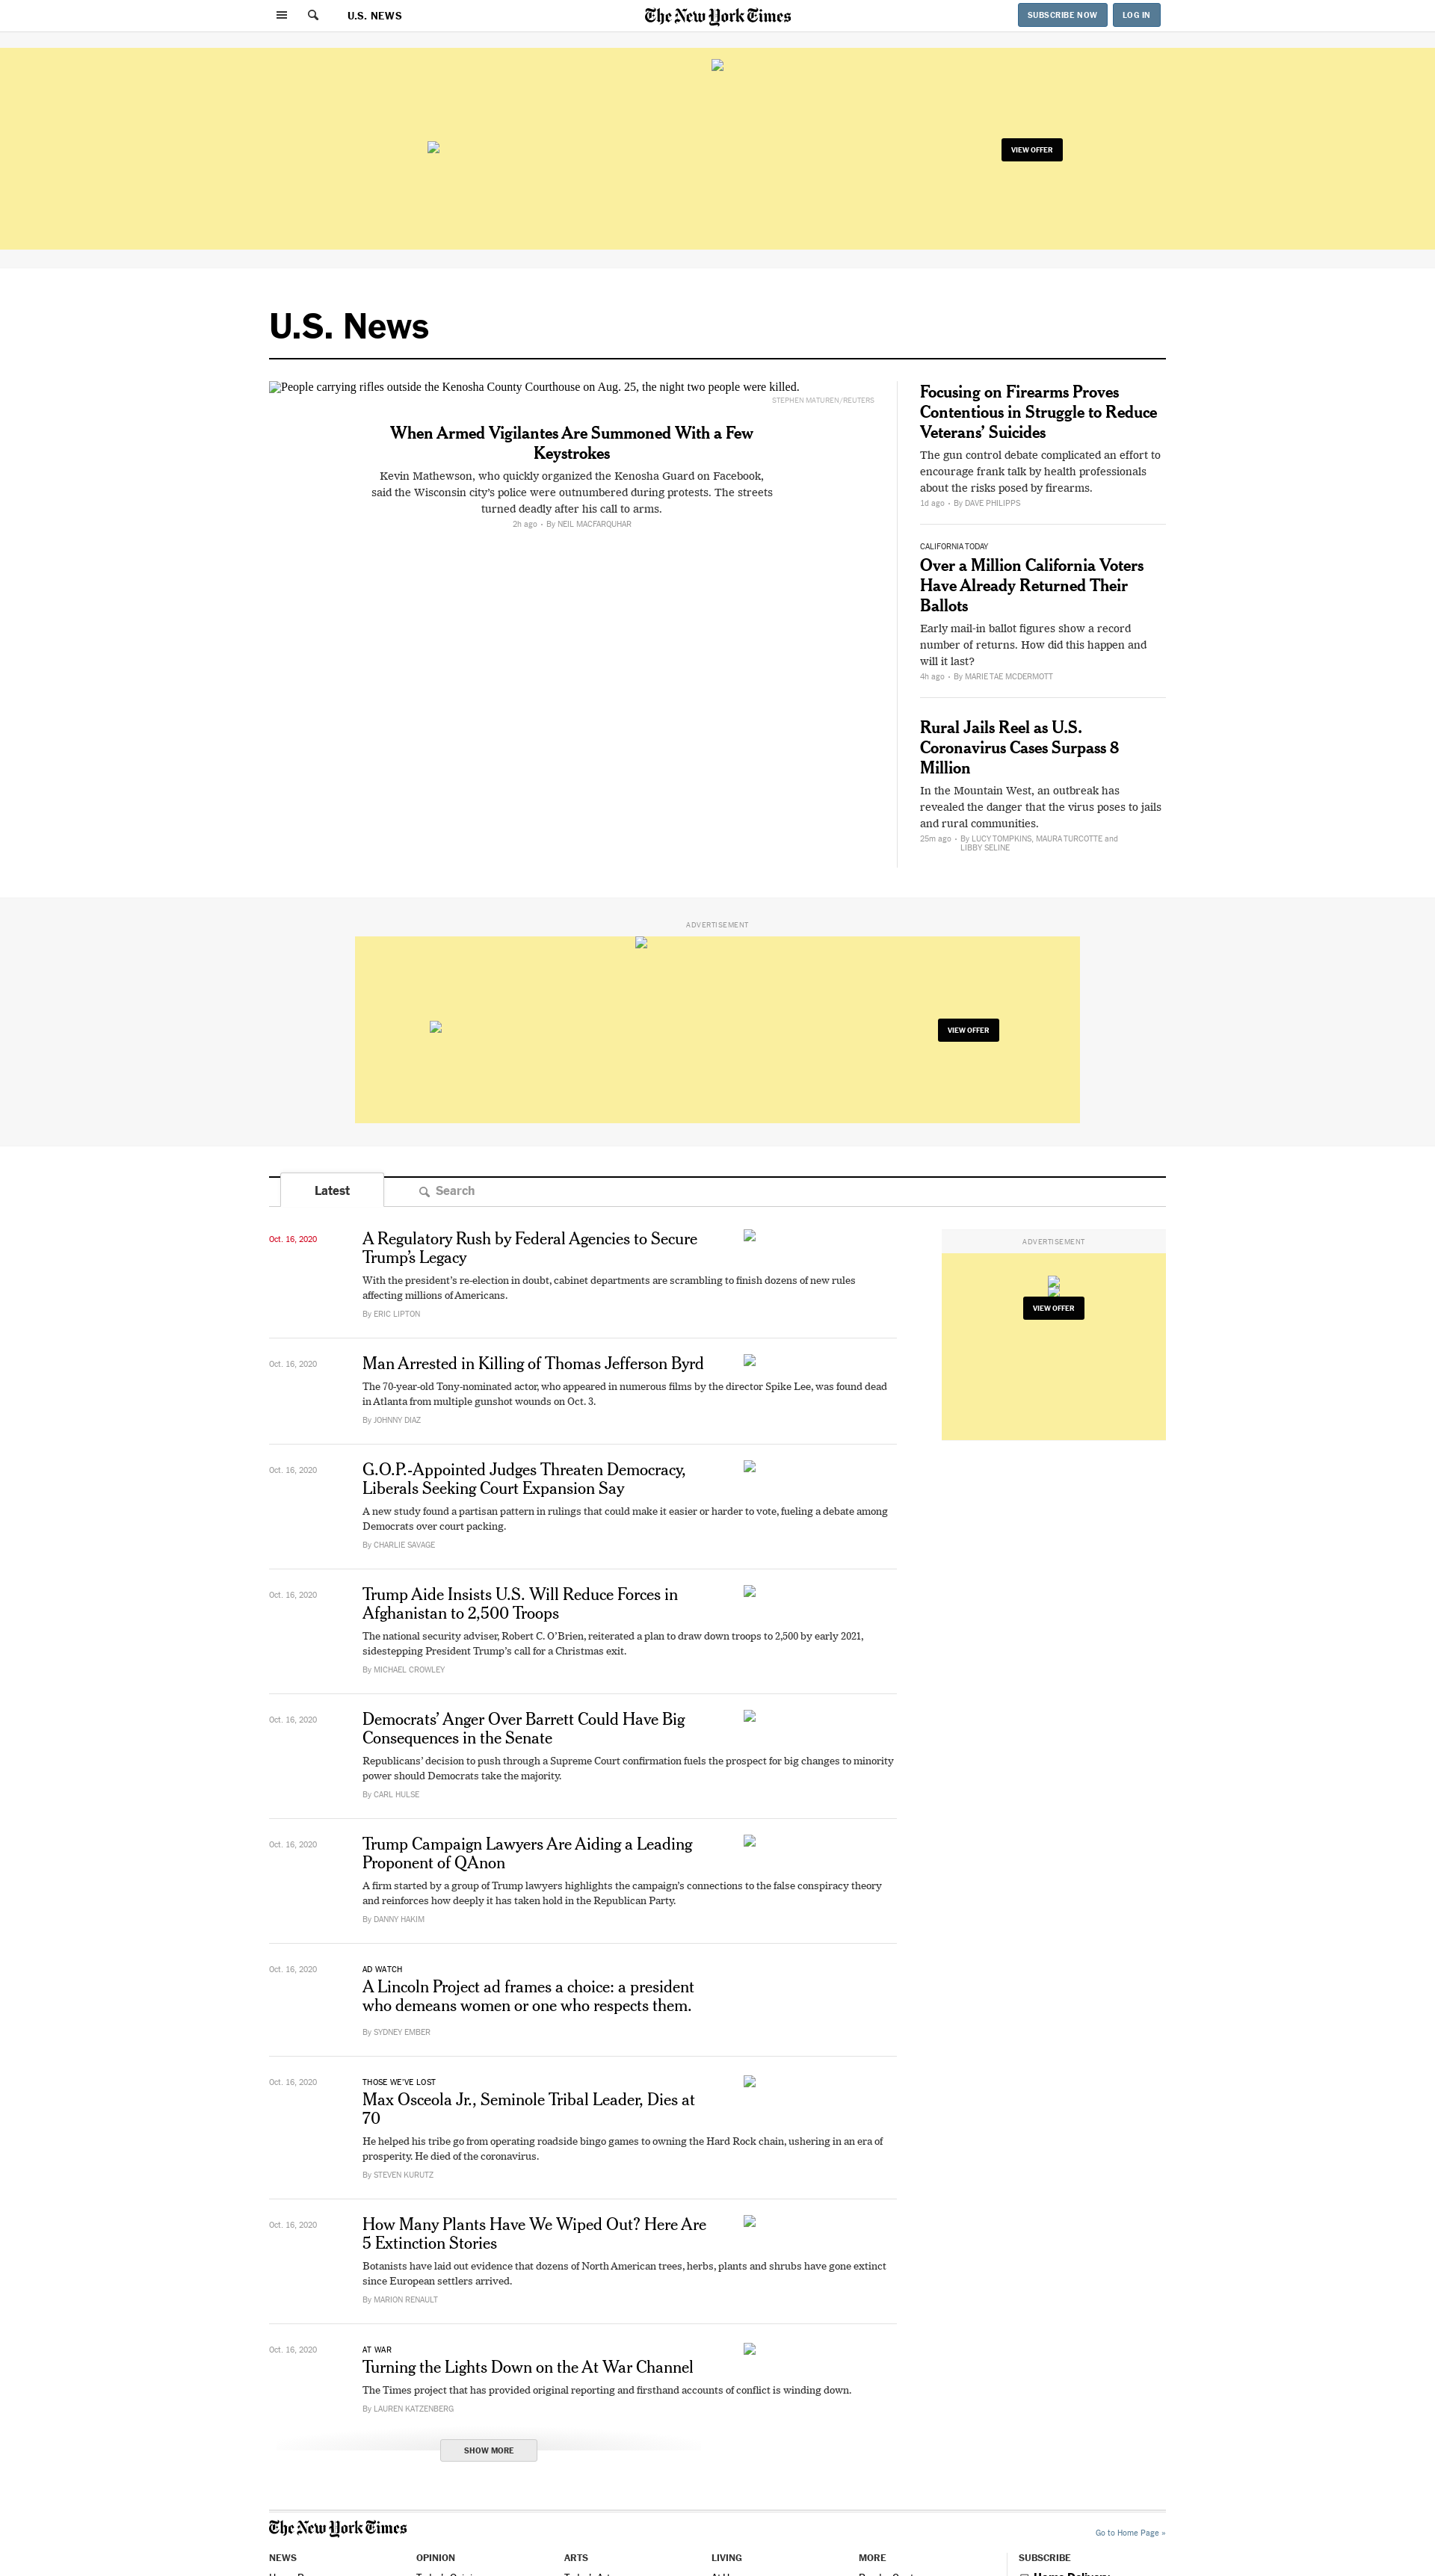 U.S. NEWS
The New York Times
SUBSCRIBE NOW
LOG IN
VIEW OFFER
U.S. News
People carrying rifles outside the Kenosha County Courthouse on Aug. 25, the night two people were killed.
STEPHEN MATUREN/REUTERS
When Armed Vigilantes Are Summoned With a Few
Keystrokes
Kevin Mathewson, who quickly organized the Kenosha Guard on Facebook,
said the Wisconsin city’s police were outnumbered during protests. The streets
turned deadly after his call to arms.
2h ago • By NEIL MACFARQUHAR
Focusing on Firearms Proves
Contentious in Struggle to Reduce
Veterans’ Suicides
The gun control debate complicated an effort to
encourage frank talk by health professionals
about the risks posed by firearms.
1d ago • By DAVE PHILIPPS
CALIFORNIA TODAY
Over a Million California Voters
Have Already Returned Their
Ballots
Early mail-in ballot figures show a record
number of returns. How did this happen and
will it last?
4h ago • By MARIE TAE MCDERMOTT
Rural Jails Reel as U.S.
Coronavirus Cases Surpass 8
Million
In the Mountain West, an outbreak has
revealed the danger that the virus poses to jails
and rural communities.
25m ago • By LUCY TOMPKINS, MAURA TURCOTTE and
LIBBY SELINE
ADVERTISEMENT
VIEW OFFER
Latest
Search
Oct. 16, 2020
A Regulatory Rush by Federal Agencies to Secure
Trump’s Legacy
With the president’s re-election in doubt, cabinet departments are scrambling to finish dozens of new rules
affecting millions of Americans.
By ERIC LIPTON
ADVERTISEMENT
VIEW OFFER
Oct. 16, 2020
Man Arrested in Killing of Thomas Jefferson Byrd
The 70-year-old Tony-nominated actor, who appeared in numerous films by the director Spike Lee, was found dead
in Atlanta from multiple gunshot wounds on Oct. 3.
By JOHNNY DIAZ
Oct. 16, 2020
G.O.P.-Appointed Judges Threaten Democracy,
Liberals Seeking Court Expansion Say
A new study found a partisan pattern in rulings that could make it easier or harder to vote, fueling a debate among
Democrats over court packing.
By CHARLIE SAVAGE
Oct. 16, 2020
Trump Aide Insists U.S. Will Reduce Forces in
Afghanistan to 2,500 Troops
The national security adviser, Robert C. O’Brien, reiterated a plan to draw down troops to 2,500 by early 2021,
sidestepping President Trump’s call for a Christmas exit.
By MICHAEL CROWLEY
Oct. 16, 2020
Democrats’ Anger Over Barrett Could Have Big
Consequences in the Senate
Republicans’ decision to push through a Supreme Court confirmation fuels the prospect for big changes to minority
power should Democrats take the majority.
By CARL HULSE
Oct. 16, 2020
Trump Campaign Lawyers Are Aiding a Leading
Proponent of QAnon
A firm started by a group of Trump lawyers highlights the campaign’s connections to the false conspiracy theory
and reinforces how deeply it has taken hold in the Republican Party.
By DANNY HAKIM
Oct. 16, 2020
AD WATCH
A Lincoln Project ad frames a choice: a president
who demeans women or one who respects them.
By SYDNEY EMBER
Oct. 16, 2020
THOSE WE’VE LOST
Max Osceola Jr., Seminole Tribal Leader, Dies at
70
He helped his tribe go from operating roadside bingo games to owning the Hard Rock chain, ushering in an era of
prosperity. He died of the coronavirus.
By STEVEN KURUTZ
Oct. 16, 2020
How Many Plants Have We Wiped Out? Here Are
5 Extinction Stories
Botanists have laid out evidence that dozens of North American trees, herbs, plants and shrubs have gone extinct
since European settlers arrived.
By MARION RENAULT
Oct. 16, 2020
AT WAR
Turning the Lights Down on the At War Channel
The Times project that has provided original reporting and firsthand accounts of conflict is winding down.
By LAUREN KATZENBERG
SHOW MORE
The New York Times
Go to Home Page »
NEWS
OPINION
ARTS
LIVING
MORE
SUBSCRIBE